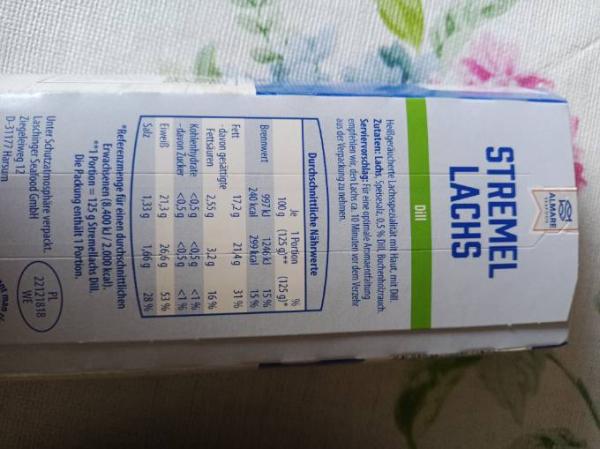 ALMARE
STREMEL
LACHS
Dill
Heißgeräucherte Lachsspezialität mit Haut, mit Dill.
Zutaten: Lachs, Speisesalz, 0,5 % Dill, Buchenholzrauch.
Serviervorschlag: Für eine optimale Aromaentfaltung
empfehlen wir, den Lachs ca. 10 Minuten vor dem Verzehr
aus der Verpackung zu nehmen.
Durchschnittliche Nährwerte
Je 1 Portion %
100 g (125 g)** (125 g)*
Brennwert 997 kJ 1246 kJ 15 %
240 kcal 299 kcal 15 %
Fett 17,2 g 21,4 g 31 %
- davon gesättigte
Fettsäuren 2,55 g 3,2 g 16 %
Kohlenhydrate <0,5 g <0,5 g <1 %
- davon Zucker <0,5 g <0,5 g <1 %
Eiweiß 21,3 g 26,6 g 53 %
Salz 1,33 g 1,66 g 28 %
*Referenzmenge für einen durchschnittlichen
Erwachsenen (8.400 kJ / 2.000 kcal).
**1 Portion = 125 g Stremellachs Dill.
Die Packung enthält 1 Portion.
Unter Schutzatmosphäre verpackt.
Laschinger Seafood GmbH
Ziegeleiweg 12
D-31177 Harsum
PL
22121818
WE